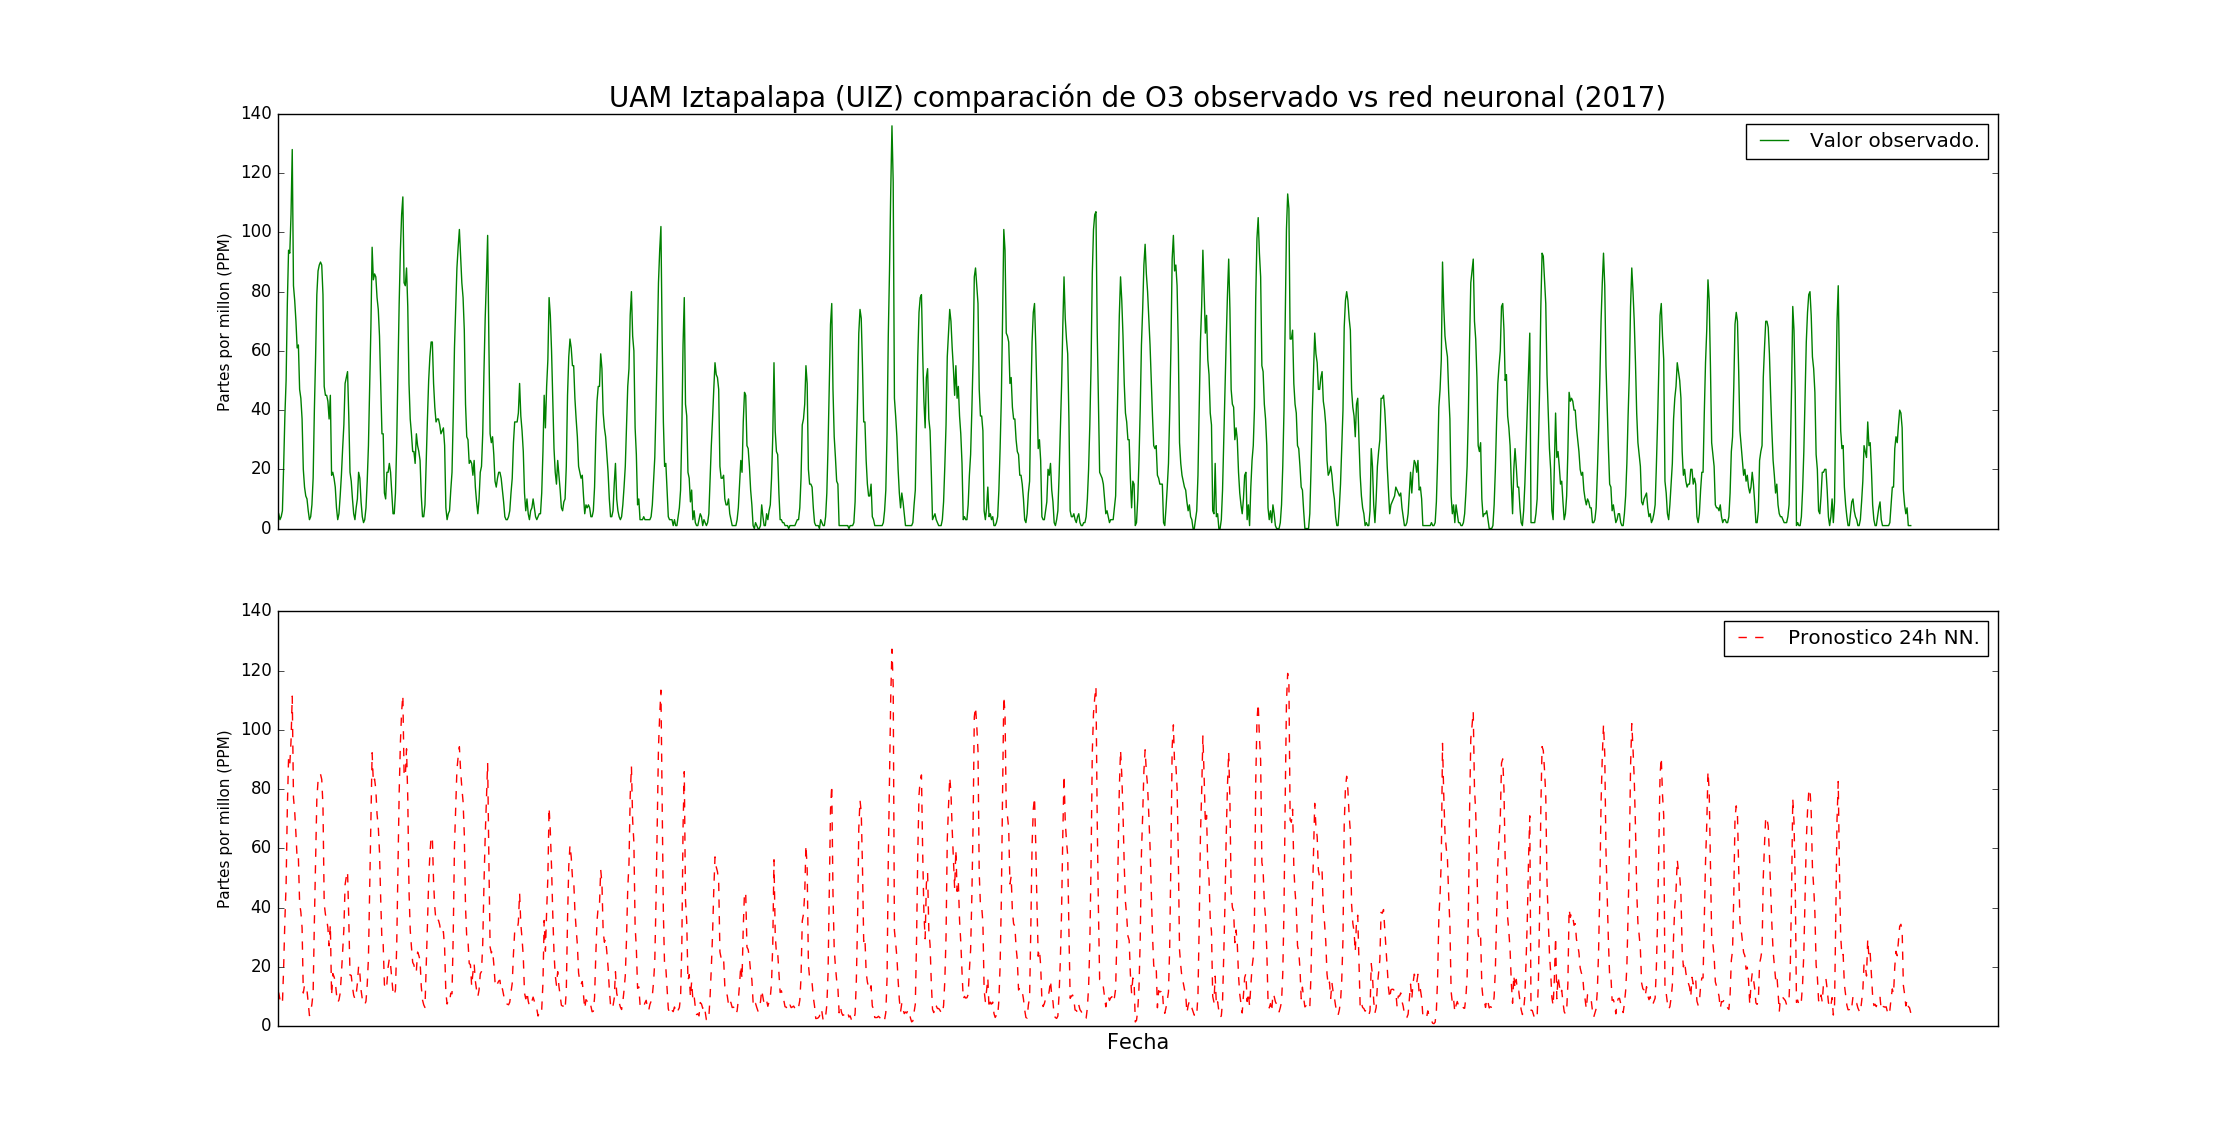 UAM Iztapalapa (UIZ) comparación de O3 observado vs red neuronal (2017)
140
120
100
80
60
40
20
0
Partes por millon (PPM)
Valor observado.
140
120
100
80
60
40
20
0
Partes por millon (PPM)
Pronostico 24h NN.
Fecha